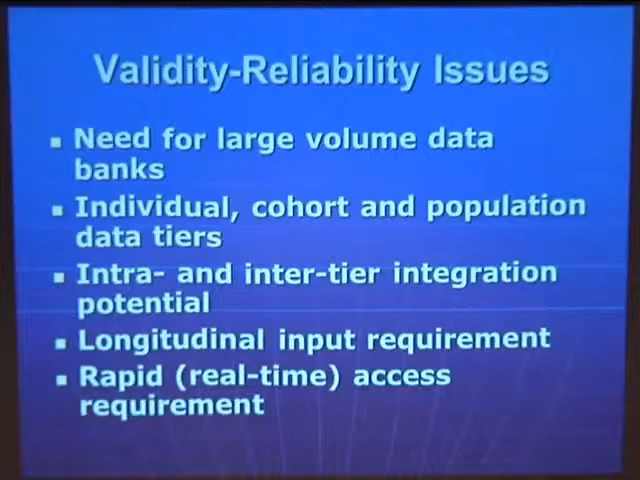 Validity-Reliability Issues
Need for large volume data
banks
Individual, cohort and population
data tiers
Intra- and inter-tier integration
potential
Longitudinal input requirement
Rapid (real-time) access
requirement